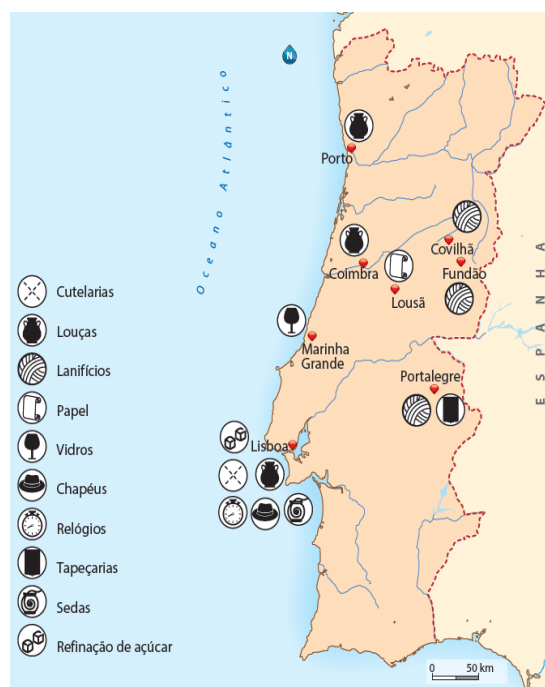 N
Oceano Atlântico
Porto
Covilhã
Coimbra
Fundão
Lousã
ESPANHA
Marinha
Grande
Portalegre
Lisboa
Cutelarias
Louças
Lanifícios
Papel
Vidros
Chapéus
Relógios
Tapeçarias
Sedas
Refinação de açúcar
0 50 km